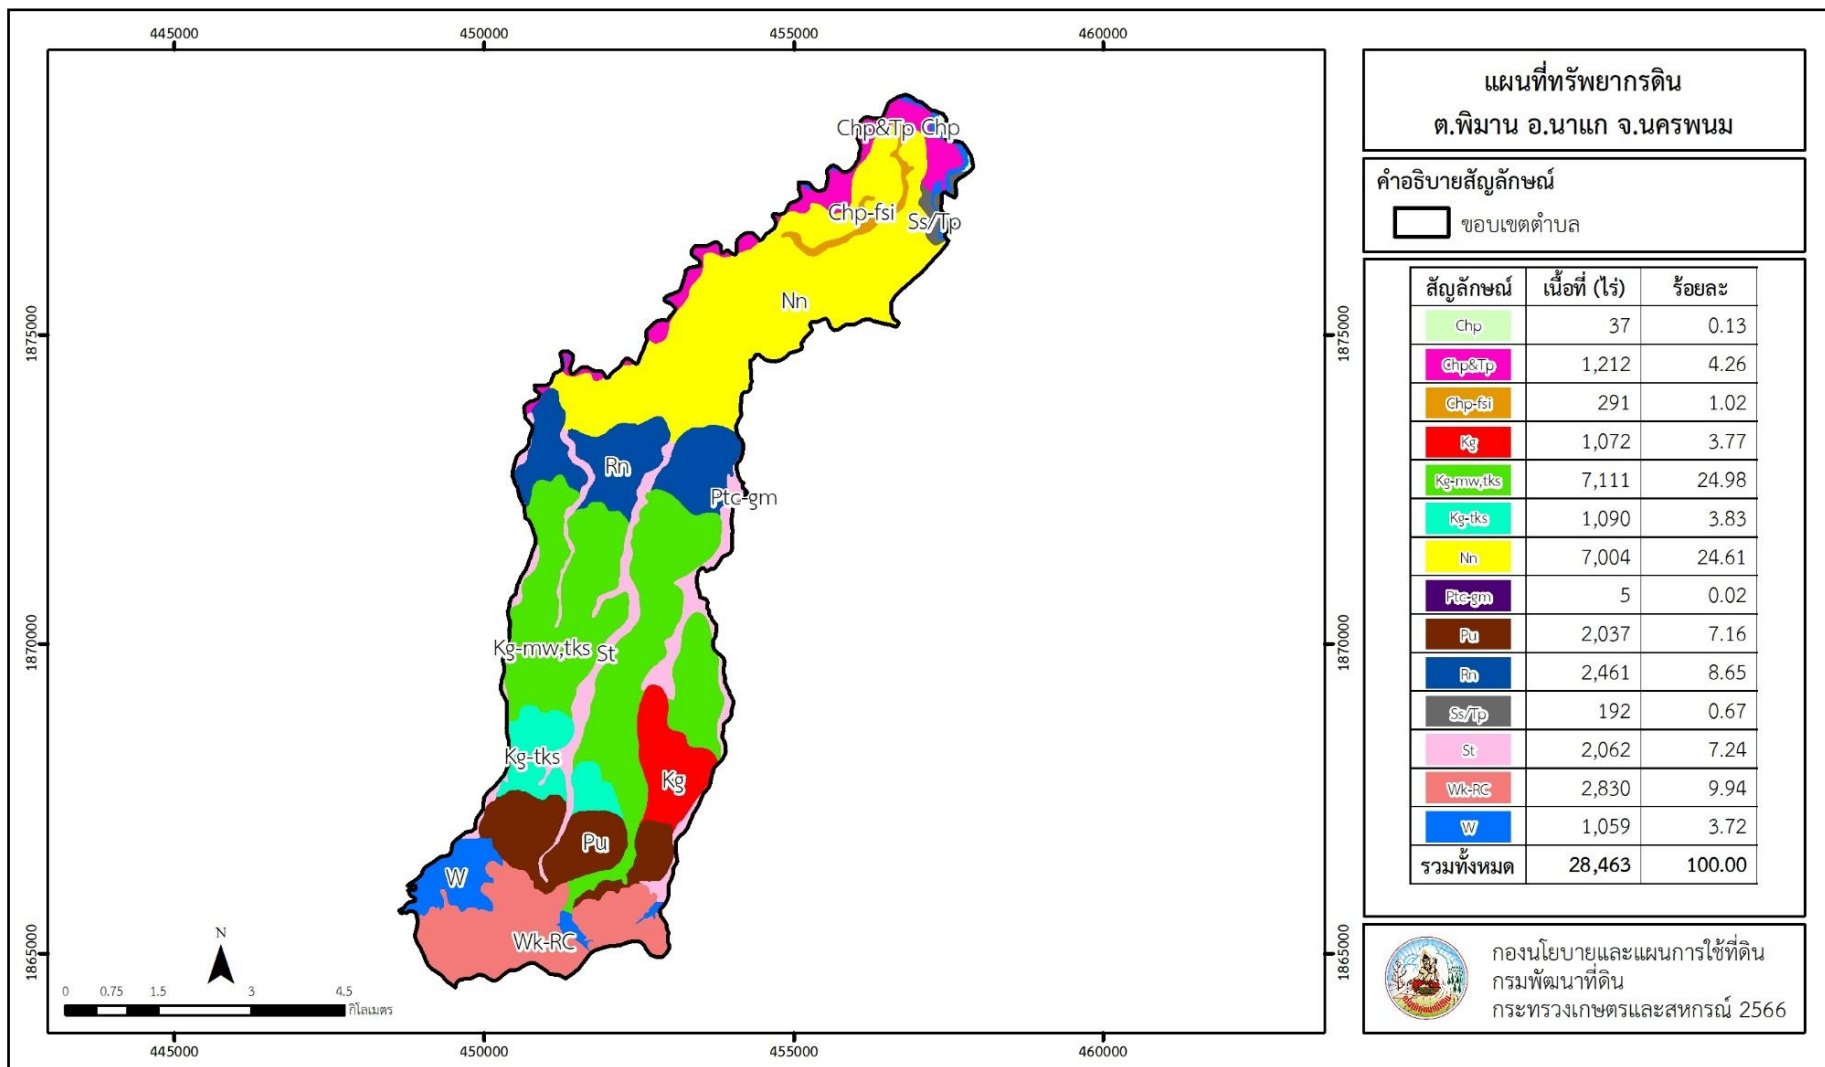 445000 450000 455000 460000
แผนที่ทรัพยากรดิน
ต.พิมาน อ.นาแก จ.นครพนม
คำอธิบายสัญลักษณ์
ขอบเขตตำบล
สัญลักษณ์ เนื้อที่ (ไร่) ร้อยละ
Chp 37 0.13
Chp&Tp 1,212 4.26
Chp-fsi 291 1.02
Kg 1,072 3.77
Kg-mw,tks 7,111 24.98
Kg-tks 1,090 3.83
Nn 7,004 24.61
Ptc-gm 5 0.02
Pu 2,037 7.16
Rn 2,461 8.65
Ss/Tp 192 0.67
St 2,062 7.24
Wk-RC 2,830 9.94
W 1,059 3.72
รวมทั้งหมด 28,463 100.00
กองนโยบายและแผนการใช้ที่ดิน
กรมพัฒนาที่ดิน
กระทรวงเกษตรและสหกรณ์ 2566
Chp&Tp Chp
Chp-fsi
Ss/Tp
Nn
1875000 1875000
Rn
Ptc-gm
Kg-mw,tks St
1870000 1870000
Kg-tks
Kg
Pu
W
Wk-RC
1865000 1865000
N
0 0.75 1.5 3 4.5
กิโลเมตร
445000 450000 455000 460000